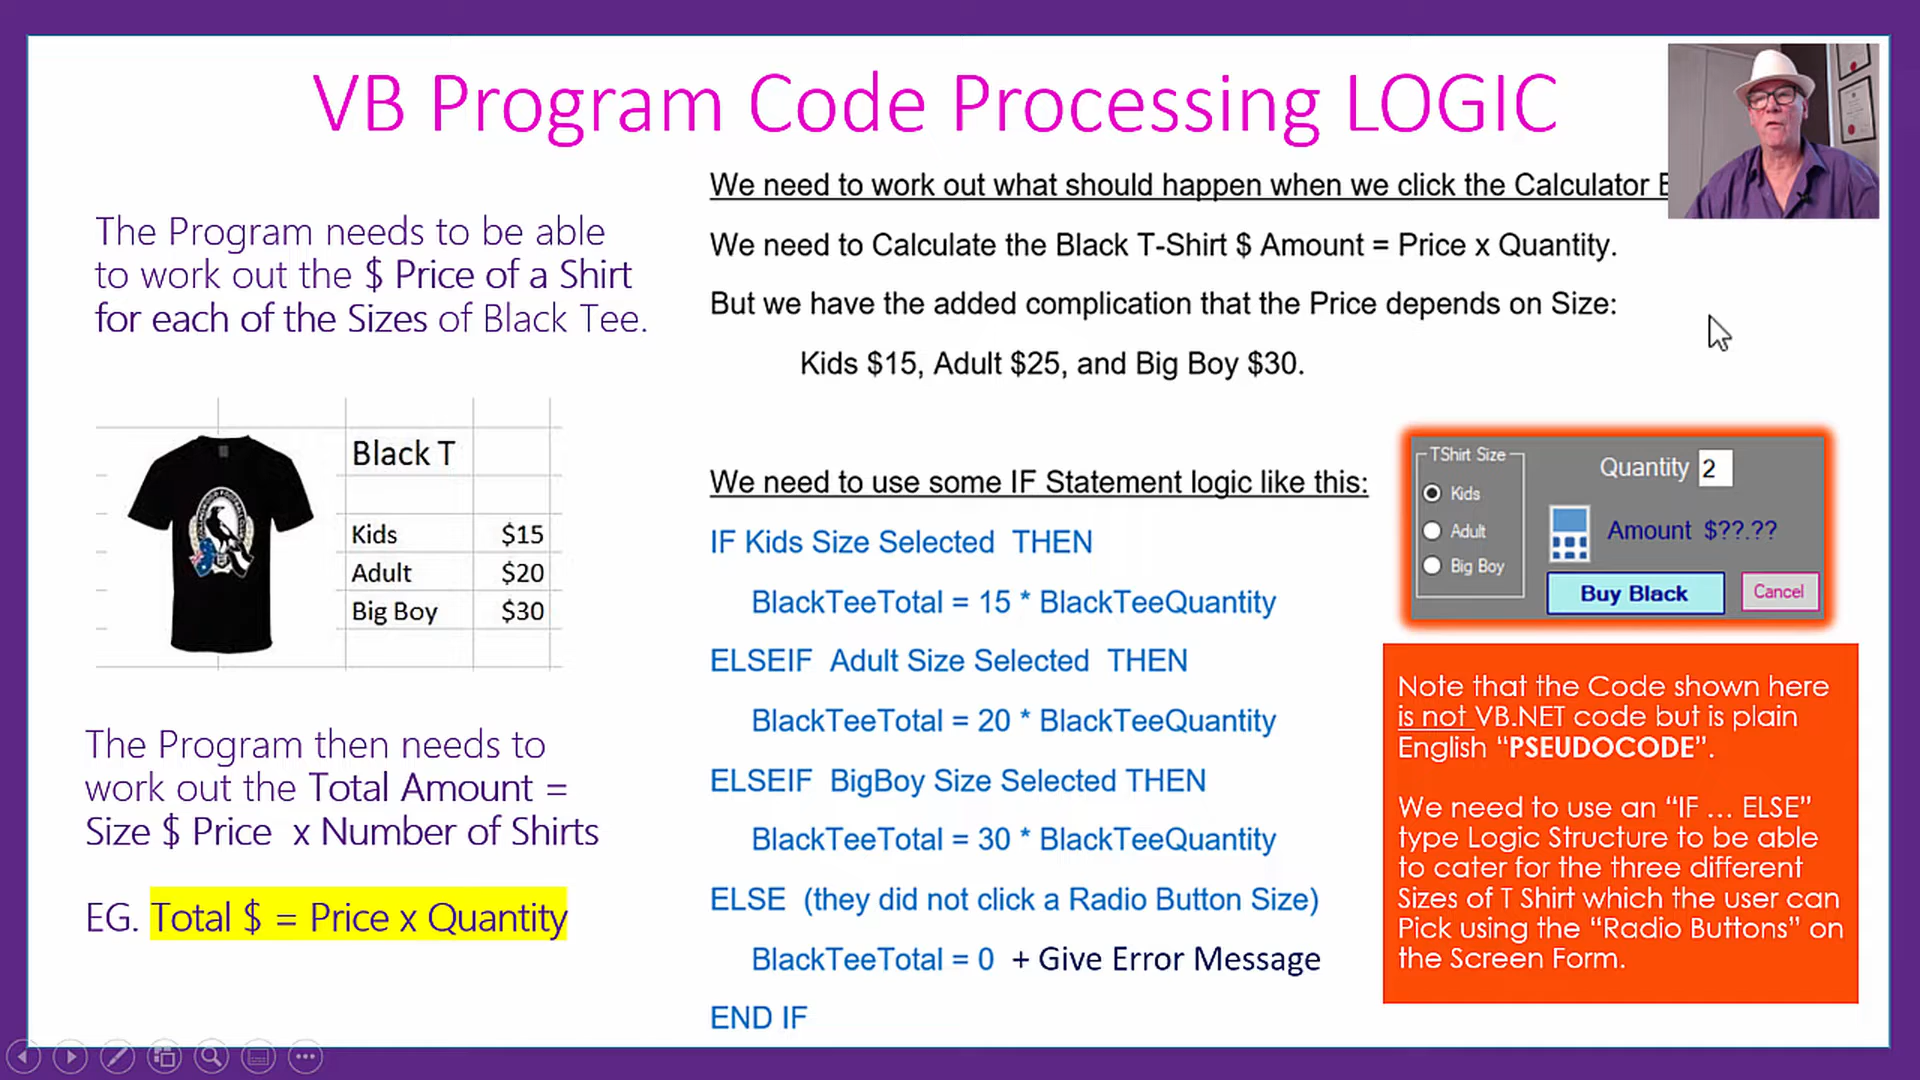 VB Program Code Processing LOGIC
The Program needs to be able
to work out the $ Price of a Shirt
for each of the Sizes of Black Tee.
Black T
Kids $15
Adult $20
Big Boy $30
The Program then needs to
work out the Total Amount =
Size $ Price x Number of Shirts
EG. Total $ = Price x Quantity
We need to work out what should happen when we click the Calculator
We need to Calculate the Black T-Shirt $ Amount = Price x Quantity.
But we have the added complication that the Price depends on Size:
Kids $15, Adult $25, and Big Boy $30.
We need to use some IF Statement logic like this:
IF Kids Size Selected THEN
BlackTeeTotal = 15 * BlackTeeQuantity
ELSEIF Adult Size Selected THEN
BlackTeeTotal = 20 * BlackTeeQuantity
ELSEIF BigBoy Size Selected THEN
BlackTeeTotal = 30 * BlackTeeQuantity
ELSE (they did not click a Radio Button Size)
BlackTeeTotal = 0 + Give Error Message
END IF
TShirt Size
Kids
Adult
Big Boy
Quantity 2
Amount $??.??
Buy Black
Cancel
Note that the Code shown here
is not VB.NET code but is plain
English “PSEUDOCODE”.
We need to use an “IF ... ELSE”
type Logic Structure to be able
to cater for the three different
Sizes of T Shirt which the user can
Pick using the “Radio Buttons” on
the Screen Form.